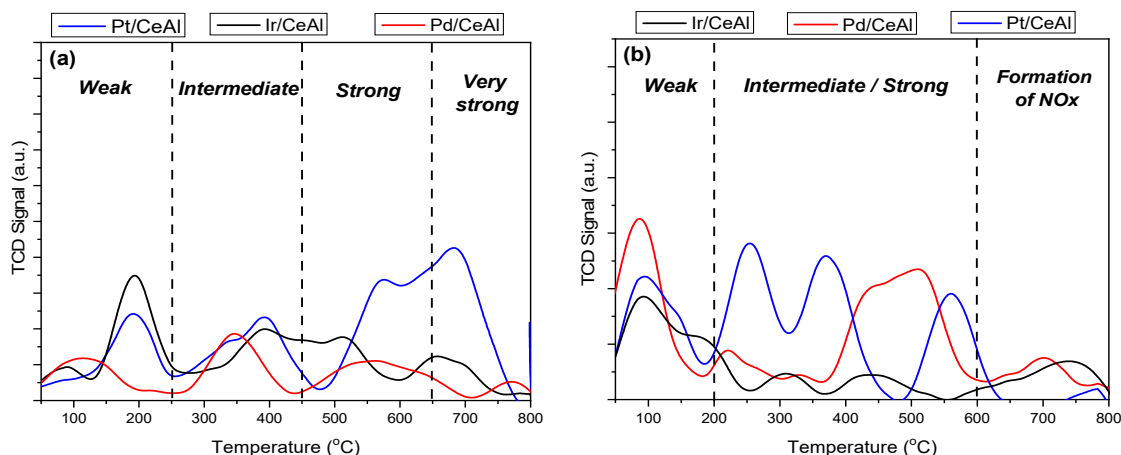 Pt/CeAl Ir/CeAl Pd/CeAl
(a)
Weak Intermediate Strong Very
strong
TCD Signal (a.u.)
100 200 300 400 500 600 700 800
Temperature (°C)
Ir/CeAl Pd/CeAl Pt/CeAl
(b)
Weak Intermediate / Strong Formation
of NOx
TCD Signal (a.u.)
100 200 300 400 500 600 700 800
Temperature (°C)